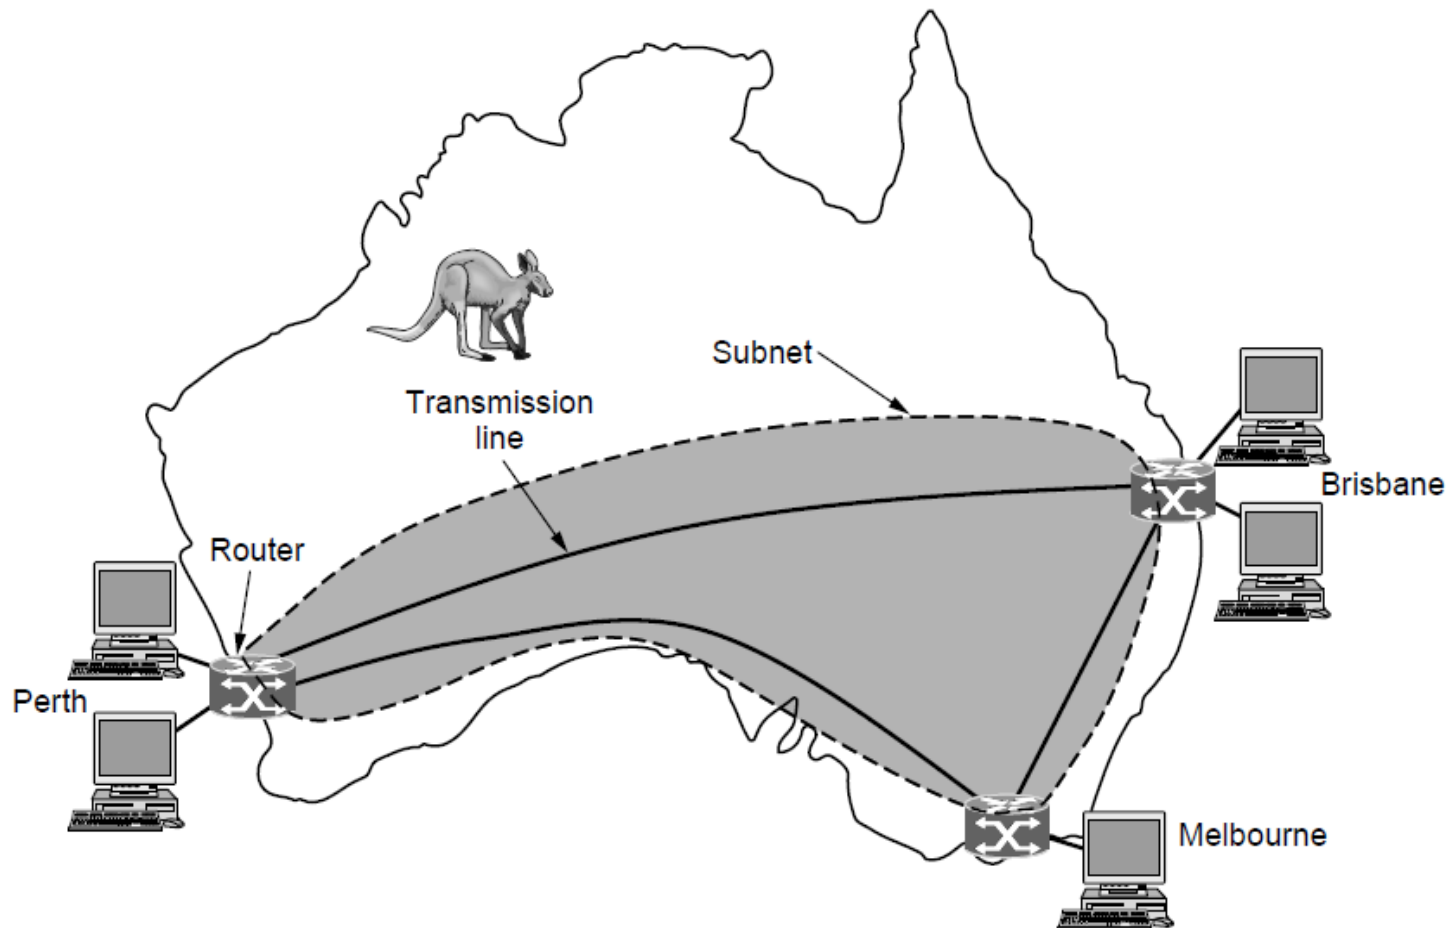 Subnet
Transmission
line
Brisbane
Router
Perth
Melbourne